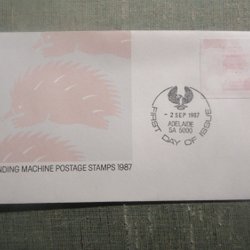 - 2 SEP 1987
ADELAIDE
SA 5000
FIRST DAY OF ISSUE
NDING MACHINE POSTAGE STAMPS 1987